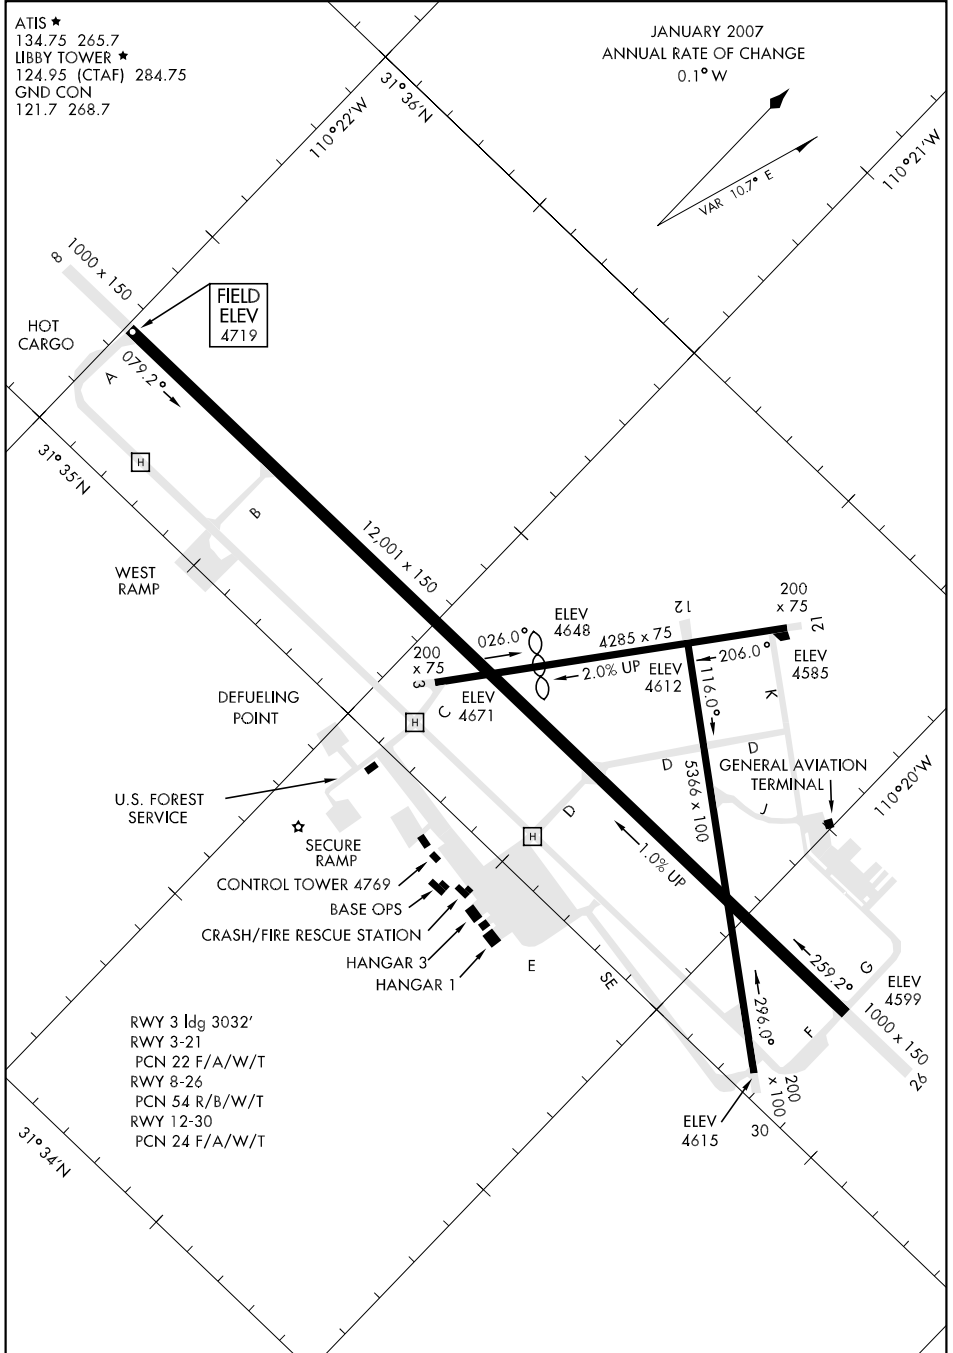 ATIS ★
134.75 265.7
LIBBY TOWER ★
124.95 (CTAF) 284.75
GND CON
121.7 268.7
JANUARY 2007
ANNUAL RATE OF CHANGE
0.1° W
VAR 10.7° E
31°36'N
110°22'W
110°21'W
8
1000 x 150
FIELD
ELEV
4719
HOT
CARGO
079.2°
A
H
31° 35'N
B
12,001 x 150
WEST
RAMP
ELEV
4648
026.0°
4285 x 75
12
200
x 75
21
200
x 75
3
2.0% UP
206.0°
ELEV
4612
ELEV
4585
ELEV
4671
C
116.0°
K
DEFUELING
POINT
H
D
D
5366 x 100
GENERAL AVIATION
TERMINAL
110°20'W
U.S. FOREST
SERVICE
J
D
H
SECURE
RAMP
1.0% UP
CONTROL TOWER 4769
BASE OPS
CRASH/FIRE RESCUE STATION
HANGAR 3
HANGAR 1
E
SE
259.2°
G
ELEV
4599
296.0°
F
1000 x 150
26
200
x 100
ELEV
4615
30
RWY 3 ldg 3032'
RWY 3-21
PCN 22 F/A/W/T
RWY 8-26
PCN 54 R/B/W/T
RWY 12-30
PCN 24 F/A/W/T
31° 34'N